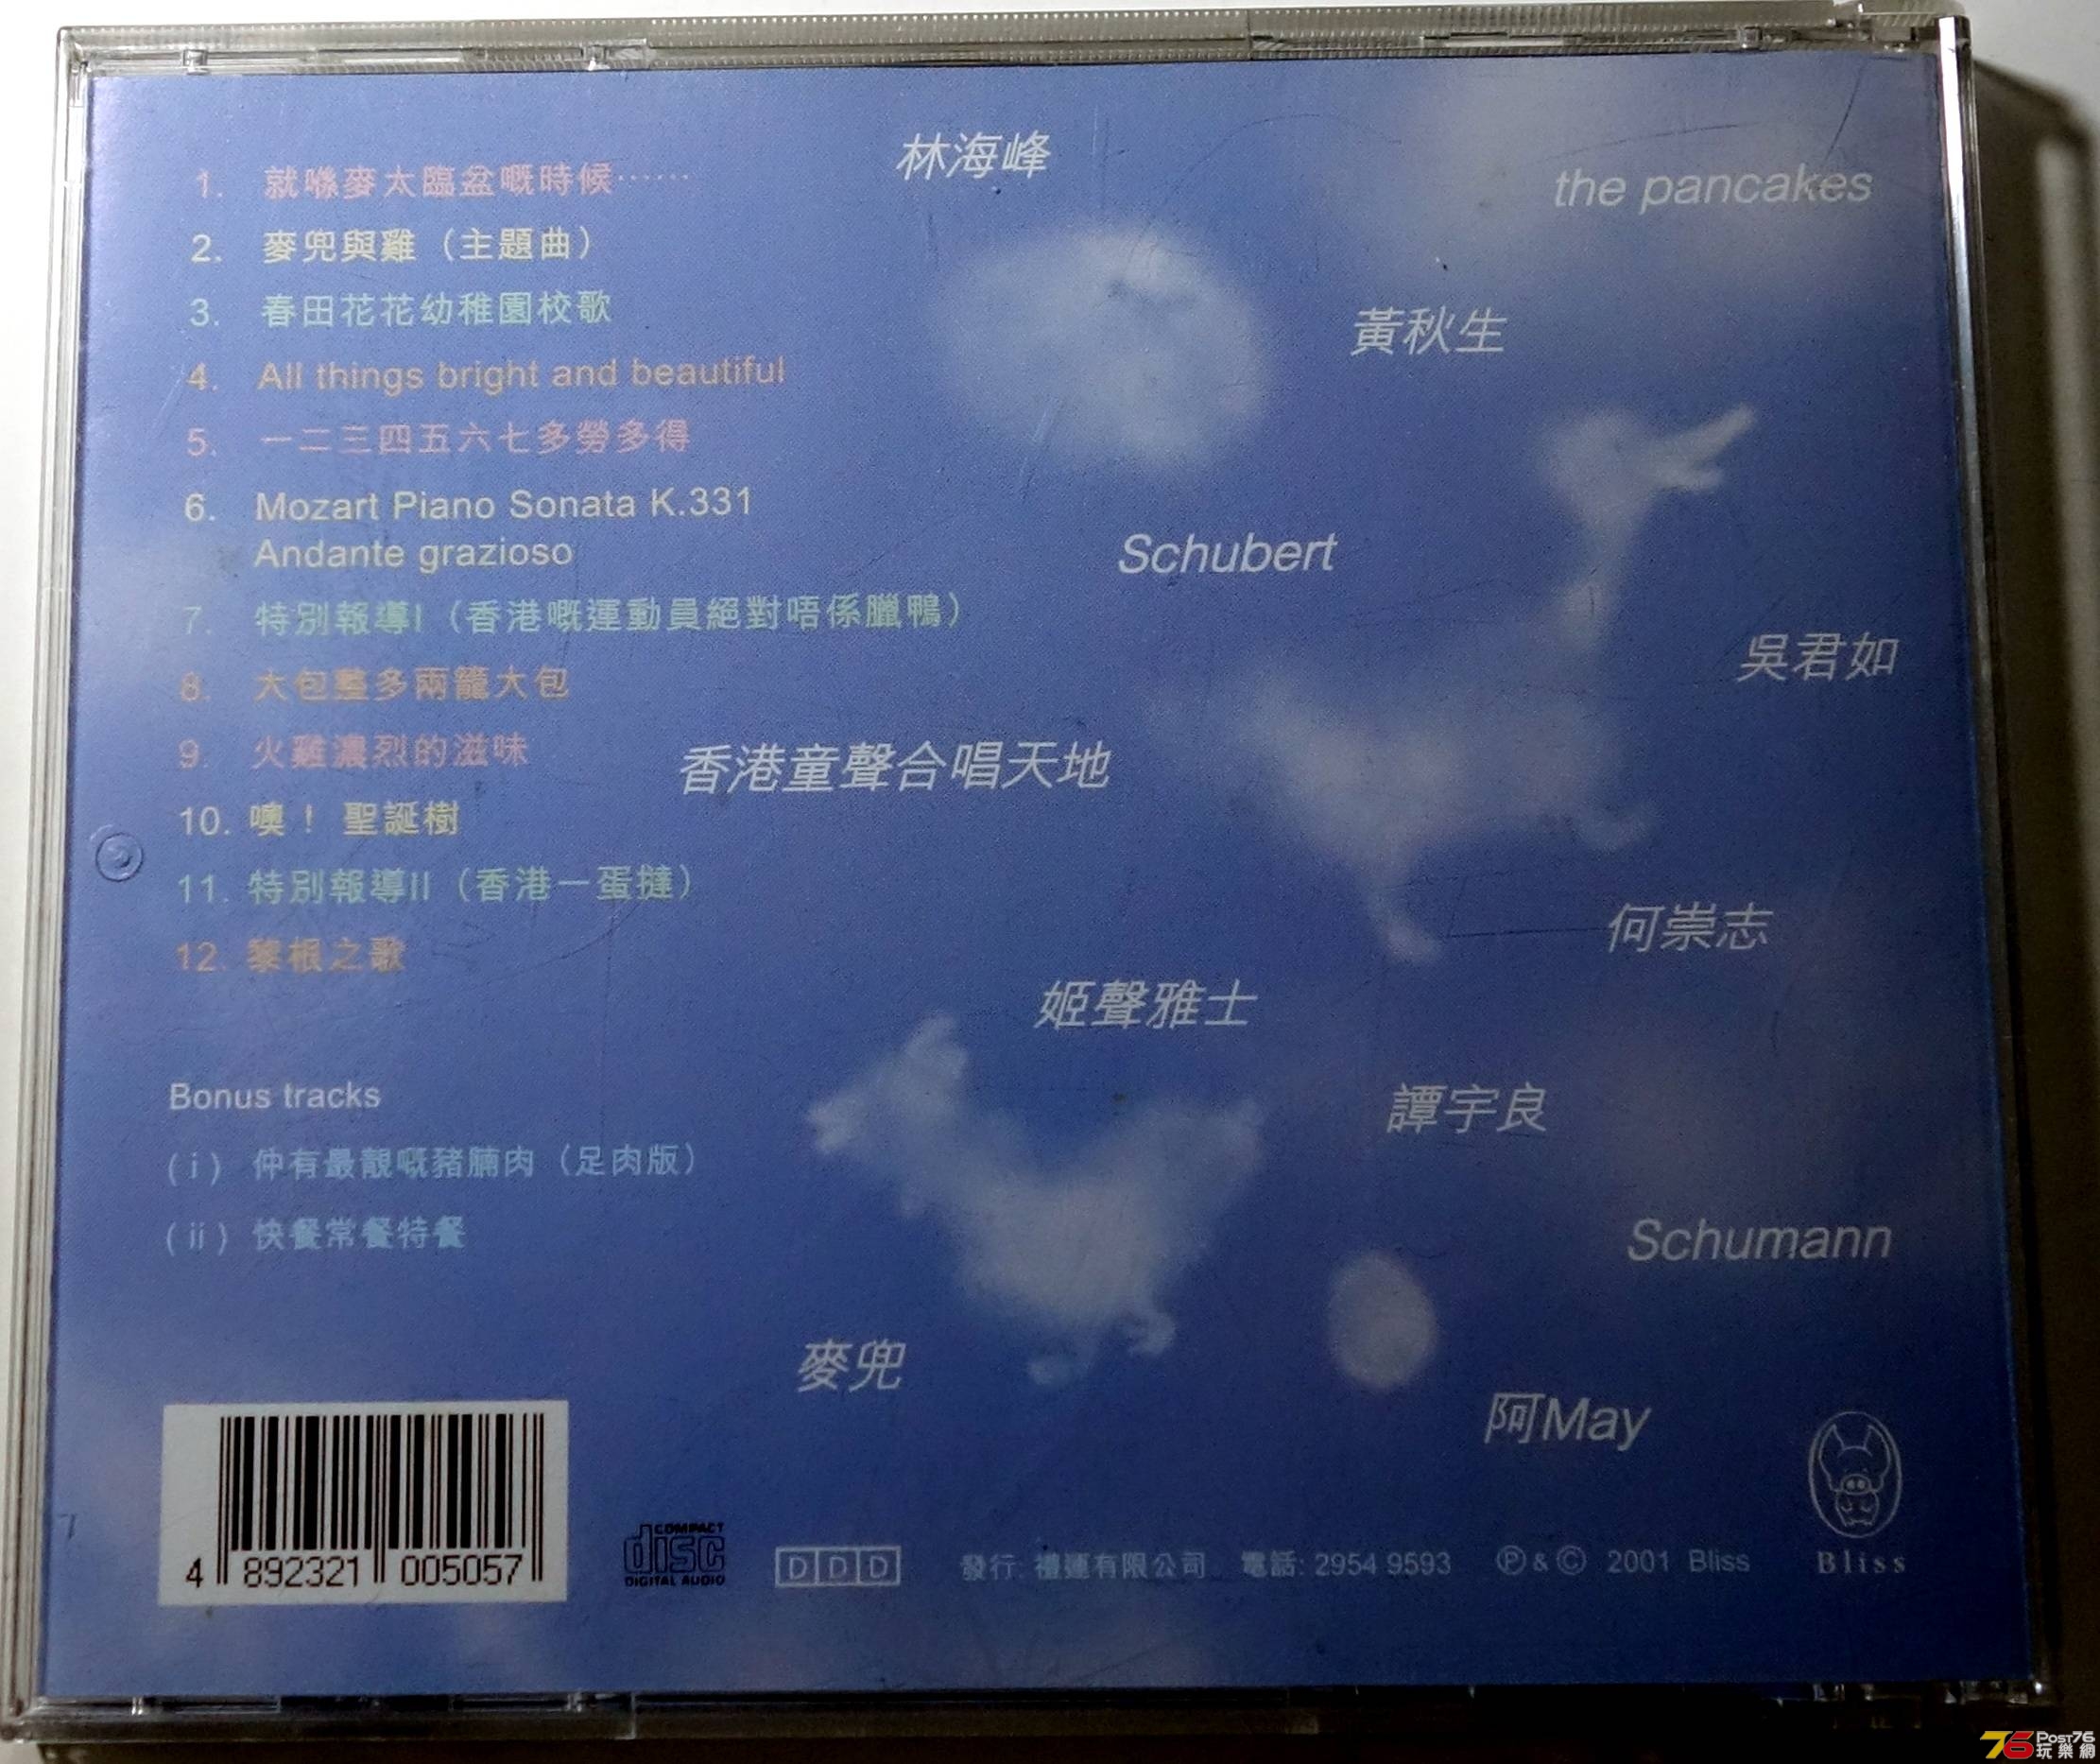 1. 就喺麥太臨盆嘅時候……
2. 麥兜與雞（主題曲）
3. 春田花花幼稚園校歌
4. All things bright and beautiful
5. 一二三四五六七多勞多得
6. Mozart Piano Sonata K.331
Andante grazioso
7. 特別報導I（香港嘅運動員絕對唔係臘鴨）
8. 大包整多兩籠大包
9. 火雞濃烈的滋味
10. 噢！ 聖誕樹
11. 特別報導II（香港一蛋撻）
12. 黎根之歌
Bonus tracks
( i ) 仲有最靚嘅豬腩肉（足肉版）
( ii ) 快餐常餐特餐
林海峰
the pancakes
黃秋生
Schubert
吳君如
香港童聲合唱天地
何崇志
姬聲雅士
譚宇良
Schumann
麥兜
阿May
4 892321 005057
COMPACT
disc
DIGITAL AUDIO
DDD
發行: 禮運有限公司 電話: 2954 9593 Ⓟ & © 2001 Bliss
Bliss
76 Post76
玩樂網